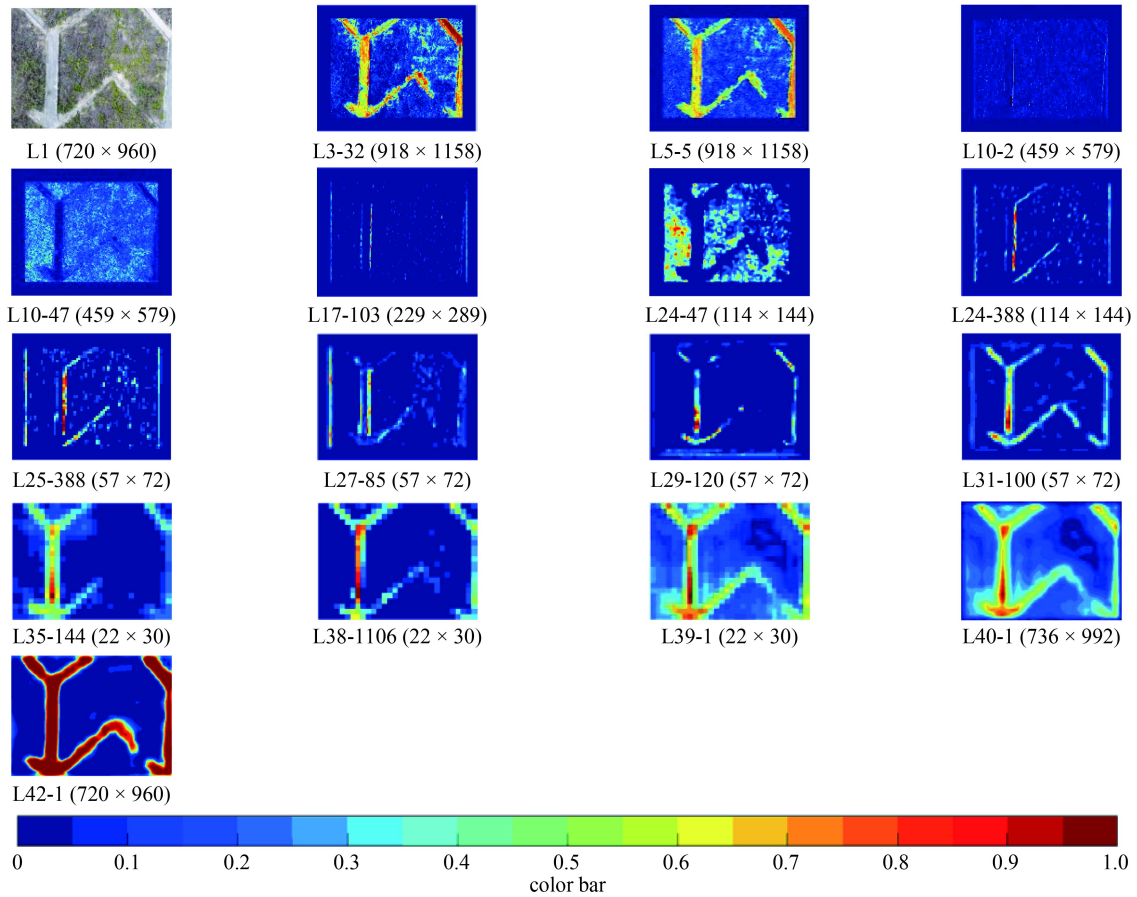 L1 (720 × 960)
L3-32 (918 × 1158)
L5-5 (918 × 1158)
L10-2 (459 × 579)
L10-47 (459 × 579)
L17-103 (229 × 289)
L24-47 (114 × 144)
L24-388 (114 × 144)
L25-388 (57 × 72)
L27-85 (57 × 72)
L29-120 (57 × 72)
L31-100 (57 × 72)
L35-144 (22 × 30)
L38-1106 (22 × 30)
L39-1 (22 × 30)
L40-1 (736 × 992)
L42-1 (720 × 960)
0 0.1 0.2 0.3 0.4 0.5 0.6 0.7 0.8 0.9 1.0
color bar